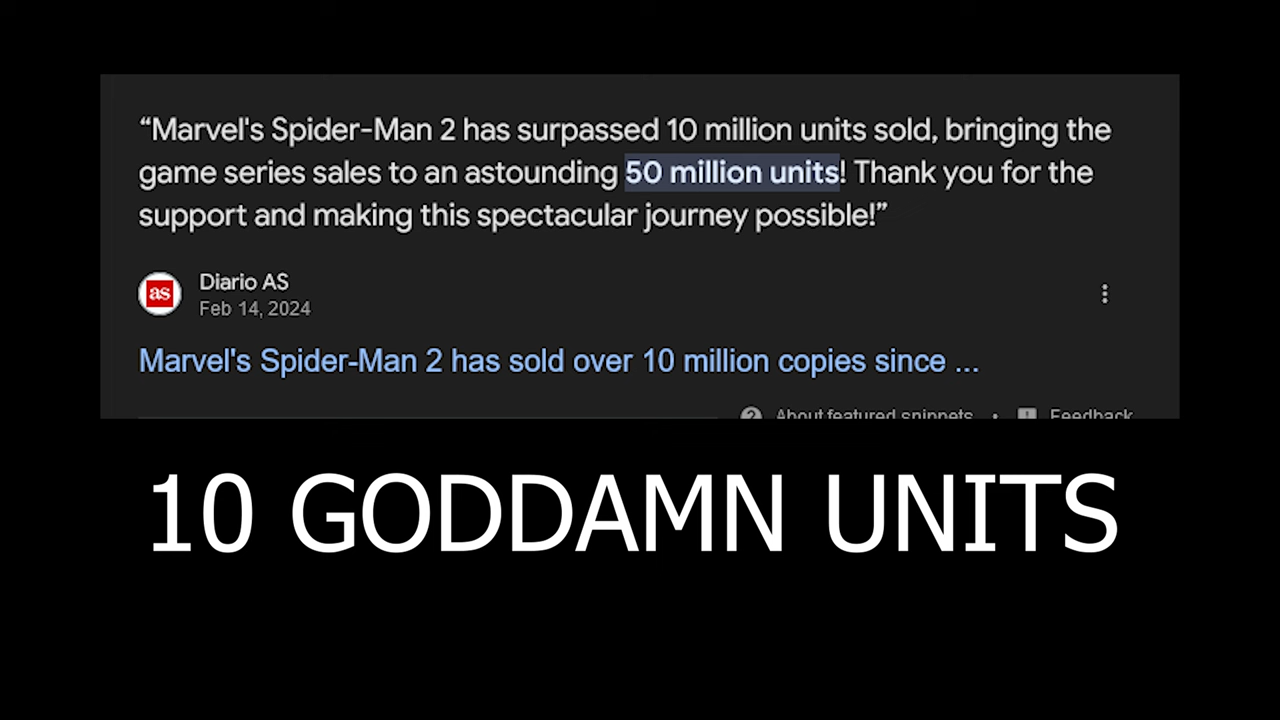 “Marvel's Spider-Man 2 has surpassed 10 million units sold, bringing the
game series sales to an astounding 50 million units! Thank you for the
support and making this spectacular journey possible!”
as
Diario AS
Feb 14, 2024
Marvel's Spider-Man 2 has sold over 10 million copies since ...
About featured snippets • Feedback
10 GODDAMN UNITS